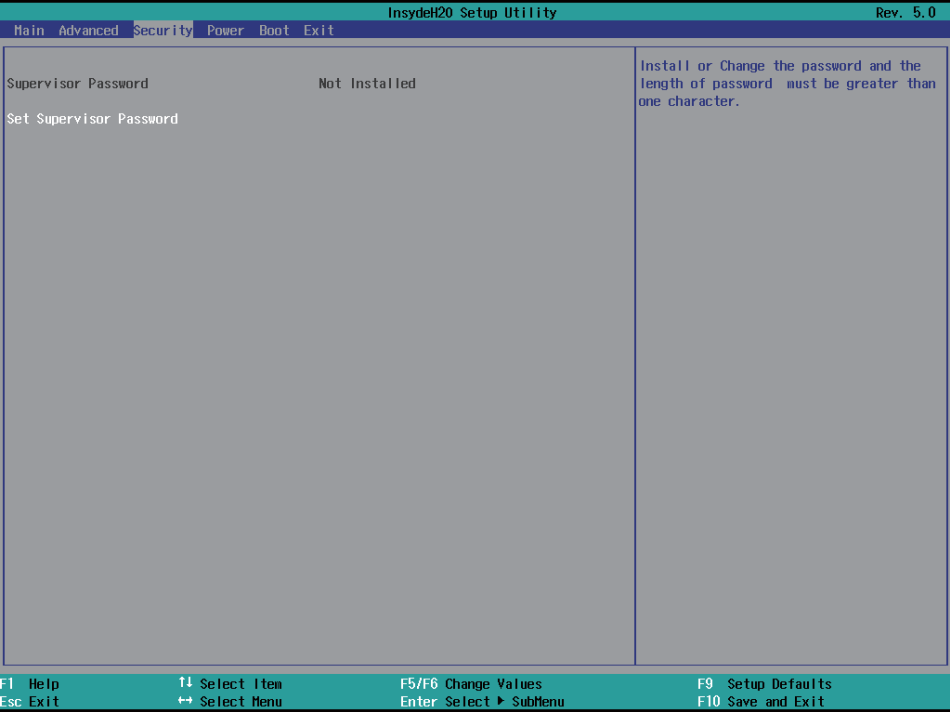 InsydeH20 Setup Utility Rev. 5.0
Main Advanced Security Power Boot Exit
Supervisor Password Not Installed
Set Supervisor Password
Install or Change the password and the
length of password must be greater than
one character.
F1 Help ↑↓ Select Item F5/F6 Change Values F9 Setup Defaults
Esc Exit ←→ Select Menu Enter Select ▶ SubMenu F10 Save and Exit